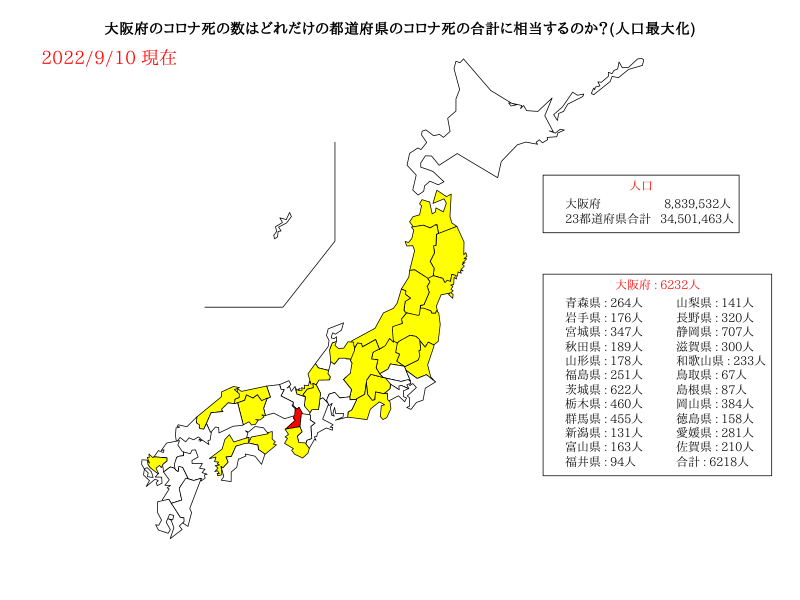 大阪府のコロナ死の数はどれだけの都道府県のコロナ死の合計に相当するのか?(人口最大化)
2022/9/10 現在
人口
大阪府 8,839,532人
23都道府県合計 34,501,463人
大阪府 : 6232人
青森県 : 264人 山梨県 : 141人
岩手県 : 176人 長野県 : 320人
宮城県 : 347人 静岡県 : 707人
秋田県 : 189人 滋賀県 : 300人
山形県 : 178人 和歌山県 : 233人
福島県 : 251人 鳥取県 : 67人
茨城県 : 622人 島根県 : 87人
栃木県 : 460人 岡山県 : 384人
群馬県 : 455人 徳島県 : 158人
新潟県 : 131人 愛媛県 : 281人
富山県 : 163人 佐賀県 : 210人
福井県 : 94人 合計 : 6218人